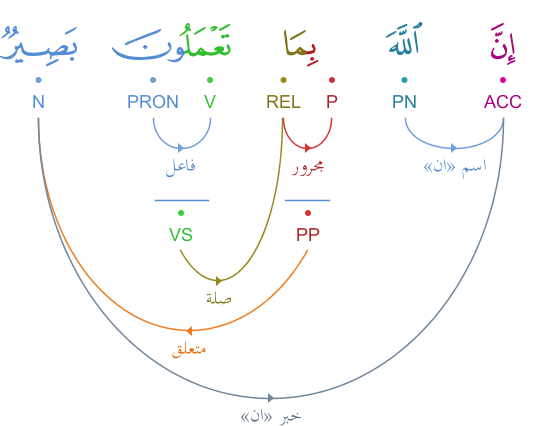 إِنَّ ٱللَّهَ بِمَا تَعْمَلُونَ بَصِيرٌ
N PRON V REL P PN ACC
فاعل مجرور اسم «ان»
VS PP
صلة
متعلق
خبر «ان»